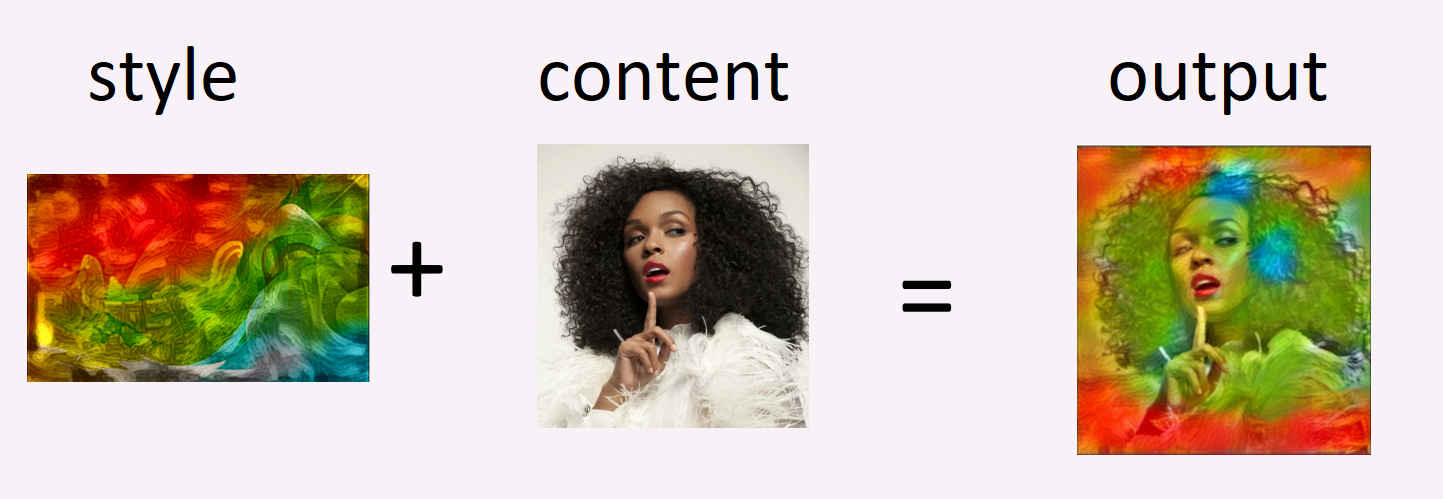 style content output
+ =